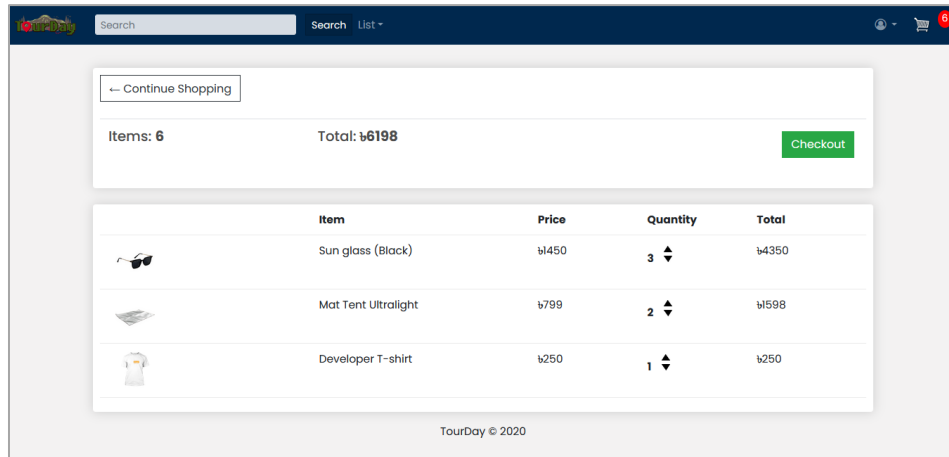 TourDay
Search Search List 6
← Continue Shopping
Items: 6 Total: ৳6198 Checkout
Item Price Quantity Total
Sun glass (Black) ৳1450 3 ৳4350
Mat Tent Ultralight ৳799 2 ৳1598
Developer T-shirt ৳250 1 ৳250
TourDay © 2020